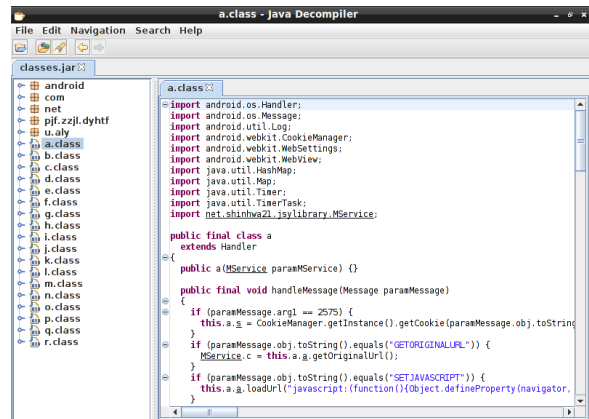 a.class - Java Decompiler
File Edit Navigation Search Help
classes.jar
android
com
net
pjf.zzjl.dyhtf
u.aly
a.class
b.class
c.class
d.class
e.class
f.class
g.class
h.class
i.class
j.class
k.class
l.class
m.class
n.class
o.class
p.class
q.class
r.class
a.class
import android.os.Handler;
import android.os.Message;
import android.util.Log;
import android.webkit.CookieManager;
import android.webkit.WebSettings;
import android.webkit.WebView;
import java.util.HashMap;
import java.util.Map;
import java.util.Timer;
import java.util.TimerTask;
import net.shinhwa21.jsylibrary.MService;
public final class a
extends Handler
{
public a(MService paramMService) {}
public final void handleMessage(Message paramMessage)
{
if (paramMessage.arg1 == 2575) {
this.a.s = CookieManager.getInstance().getCookie(paramMessage.obj.toString
}
if (paramMessage.obj.toString().equals("GETORIGINALURL")) {
MService.c = this.a.a.getOriginalUrl();
}
if (paramMessage.obj.toString().equals("SETJAVASCRIPT")) {
this.a.a.loadUrl("javascript:(function(){Object.defineProperty(navigator,
}